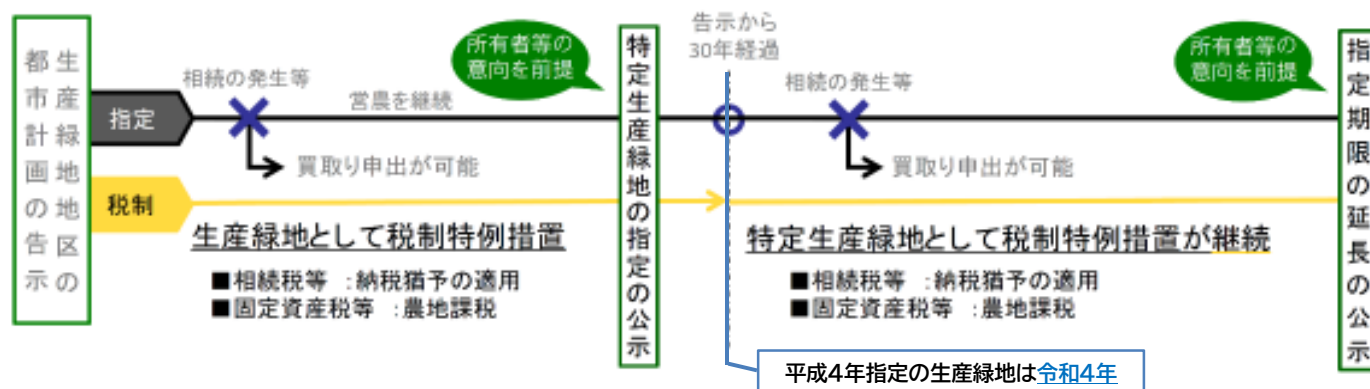 生産緑地地区の
都市計画の告示
指定
税制
相続の発生等
営農を継続
買取り申出が可能
所有者等の
意向を前提
生産緑地として税制特例措置
■相続税等　：納税猶予の適用
■固定資産税等　：農地課税
特定生産緑地の指定の公示
告示から
30年経過
相続の発生等
買取り申出が可能
所有者等の
意向を前提
特定生産緑地として税制特例措置が継続
■相続税等　：納税猶予の適用
■固定資産税等　：農地課税
指定期限の延長の公示
平成4年指定の生産緑地は令和4年